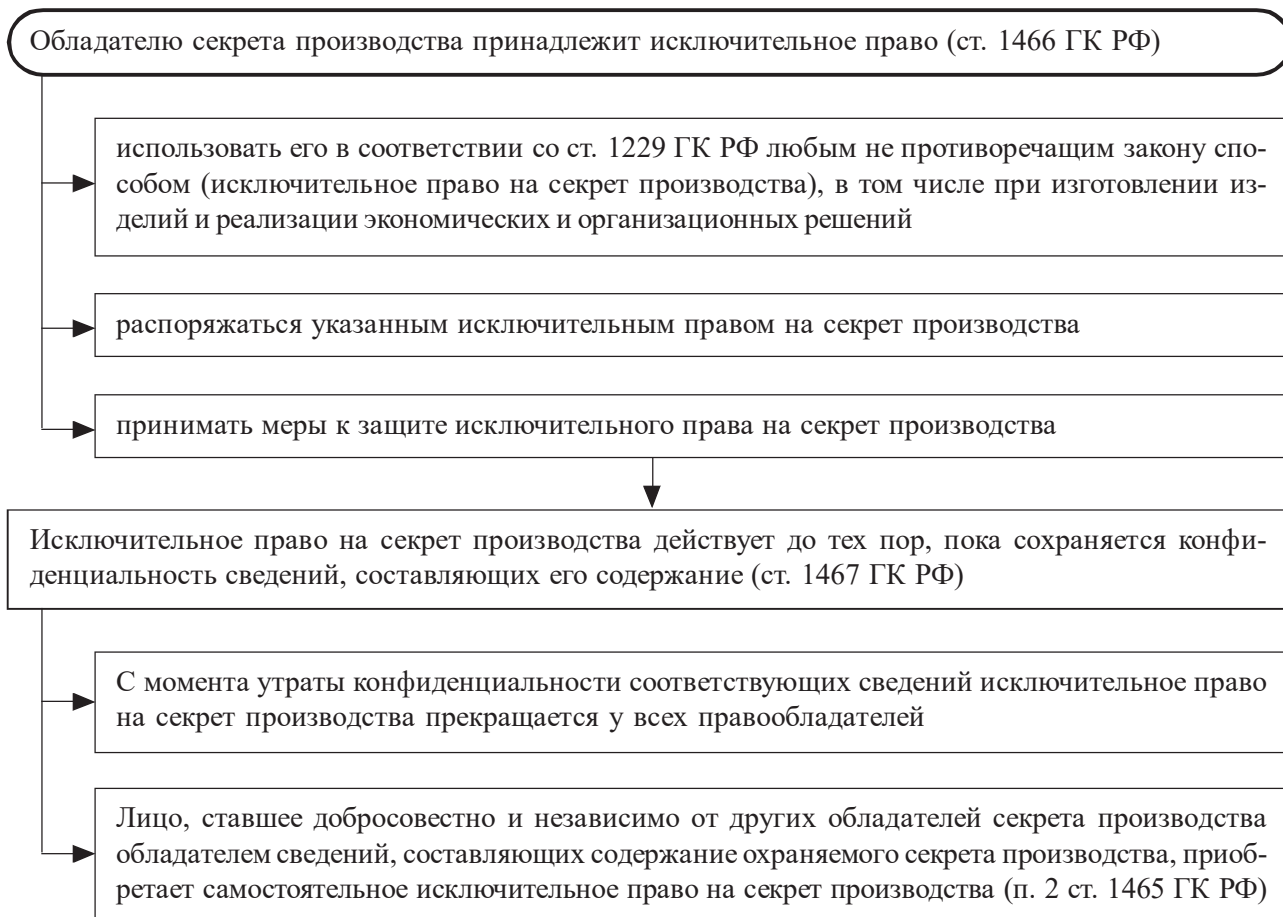 Обладателю секрета производства принадлежит исключительное право (ст. 1466 ГК РФ)
использовать его в соответствии со ст. 1229 ГК РФ любым не противоречащим закону спо-
собом (исключительное право на секрет производства), в том числе при изготовлении из-
делий и реализации экономических и организационных решений
распоряжаться указанным исключительным правом на секрет производства
принимать меры к защите исключительного права на секрет производства
Исключительное право на секрет производства действует до тех пор, пока сохраняется конфи-
денциальность сведений, составляющих его содержание (ст. 1467 ГК РФ)
С момента утраты конфиденциальности соответствующих сведений исключительное право
на секрет производства прекращается у всех правообладателей
Лицо, ставшее добросовестно и независимо от других обладателей секрета производства
обладателем сведений, составляющих содержание охраняемого секрета производства, приоб-
ретает самостоятельное исключительное право на секрет производства (п. 2 ст. 1465 ГК РФ)